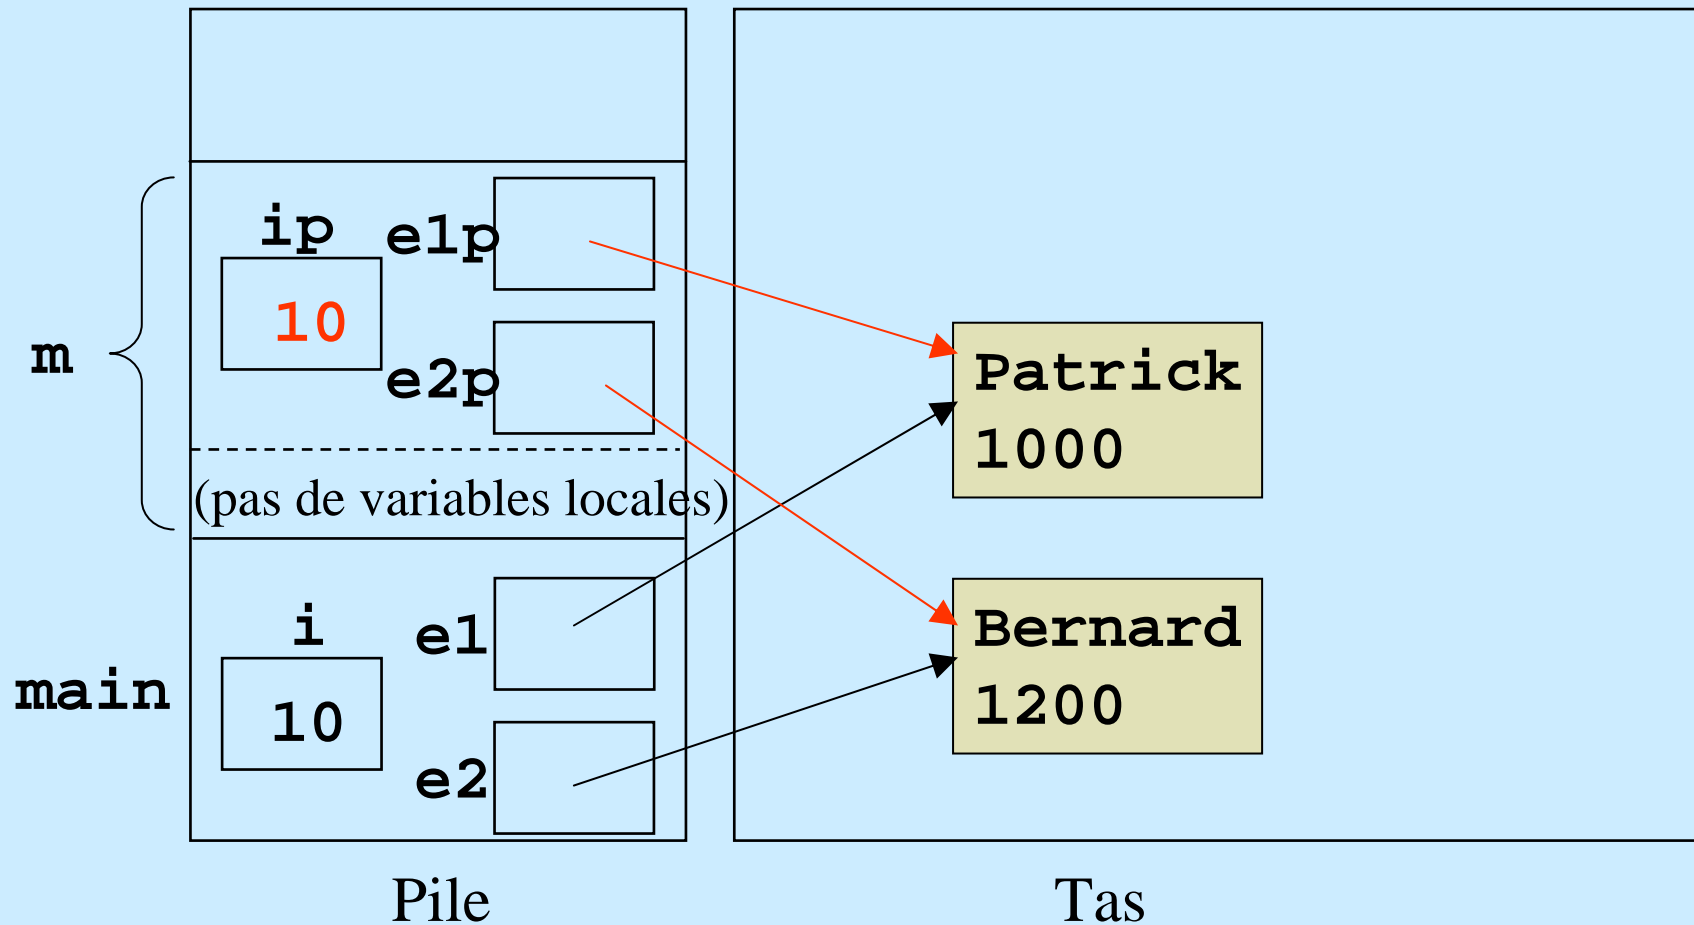 ip
e1p
10
e2p
m
(pas de variables locales)
i
e1
main
10
e2
Patrick
1000
Bernard
1200
Pile
Tas